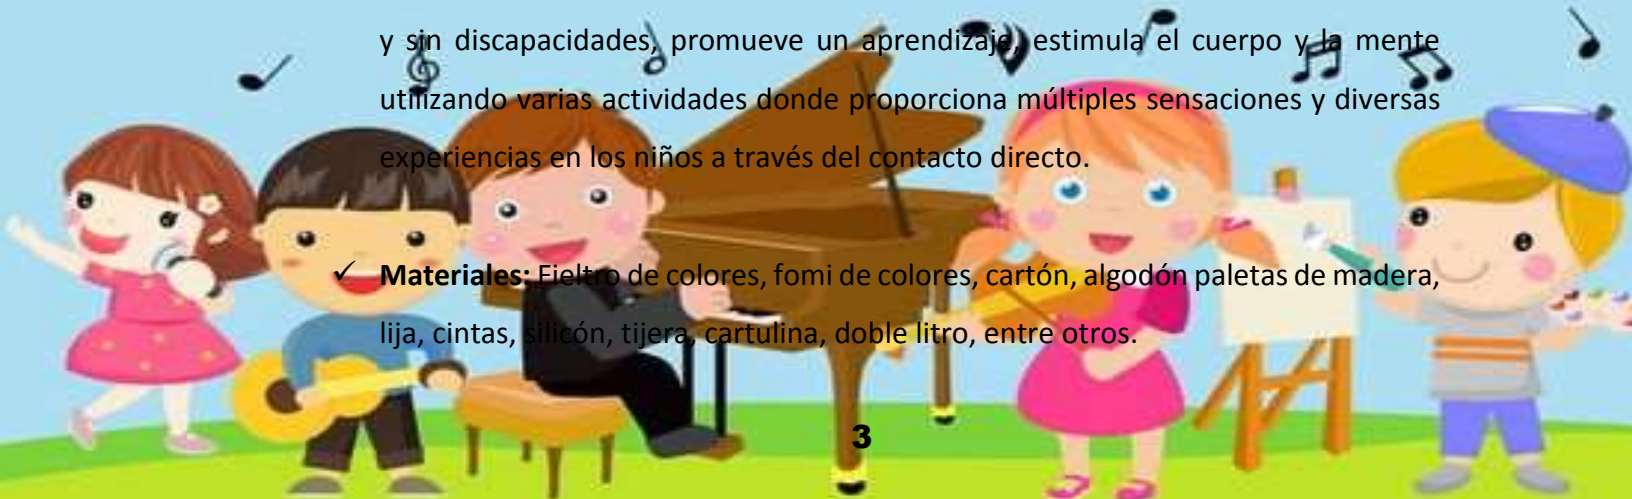 y sin discapacidades, promueve un aprendizaje, estimula el cuerpo y la mente
utilizando varias actividades donde proporciona múltiples sensaciones y diversas
experiencias en los niños a través del contacto directo.
✓ Materiales: Fieltro de colores, fomi de colores, cartón, algodón paletas de madera,
lija, cintas, silicón, tijera, cartulina, doble litro, entre otros.
3